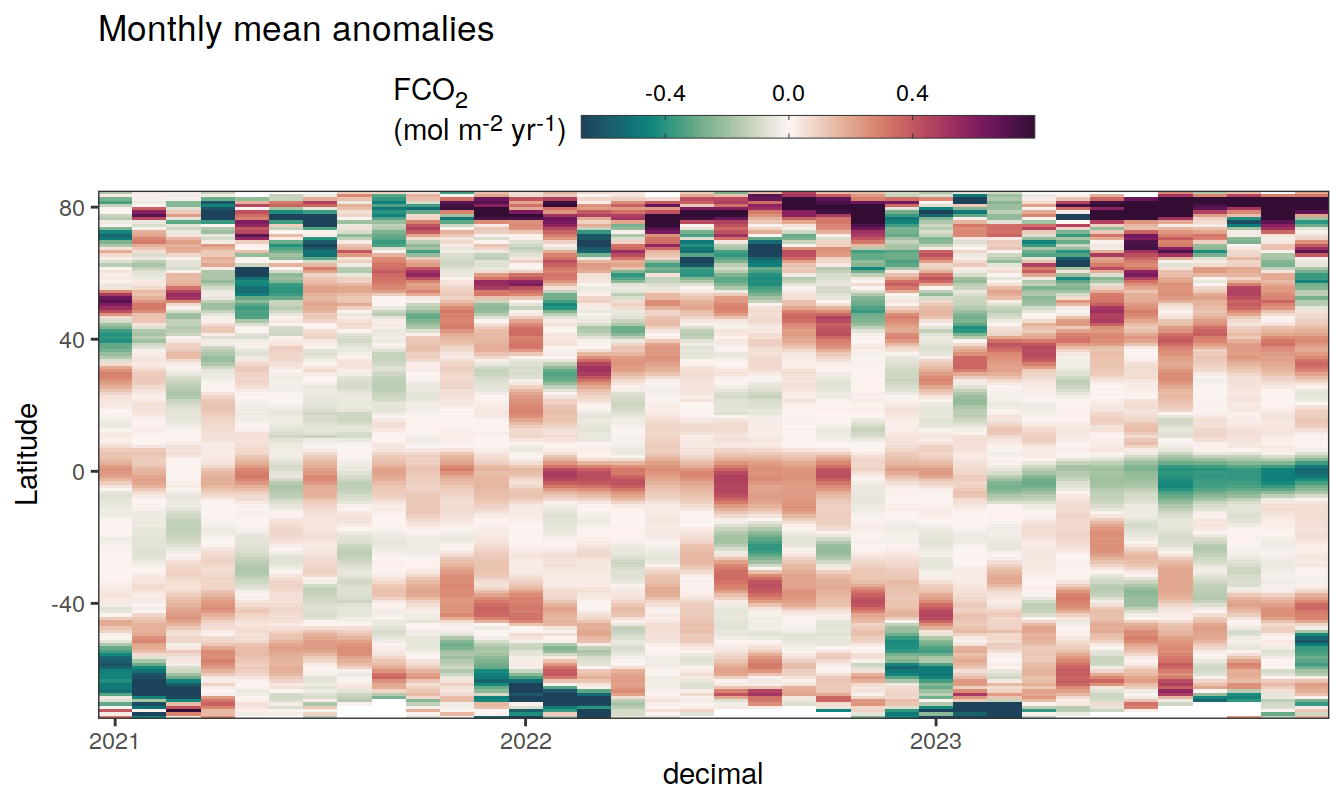 Monthly mean anomalies
FCO₂
(mol m⁻² yr⁻¹)
-0.4 0.0 0.4
Latitude
80
40
0
-40
2021 2022 2023
decimal